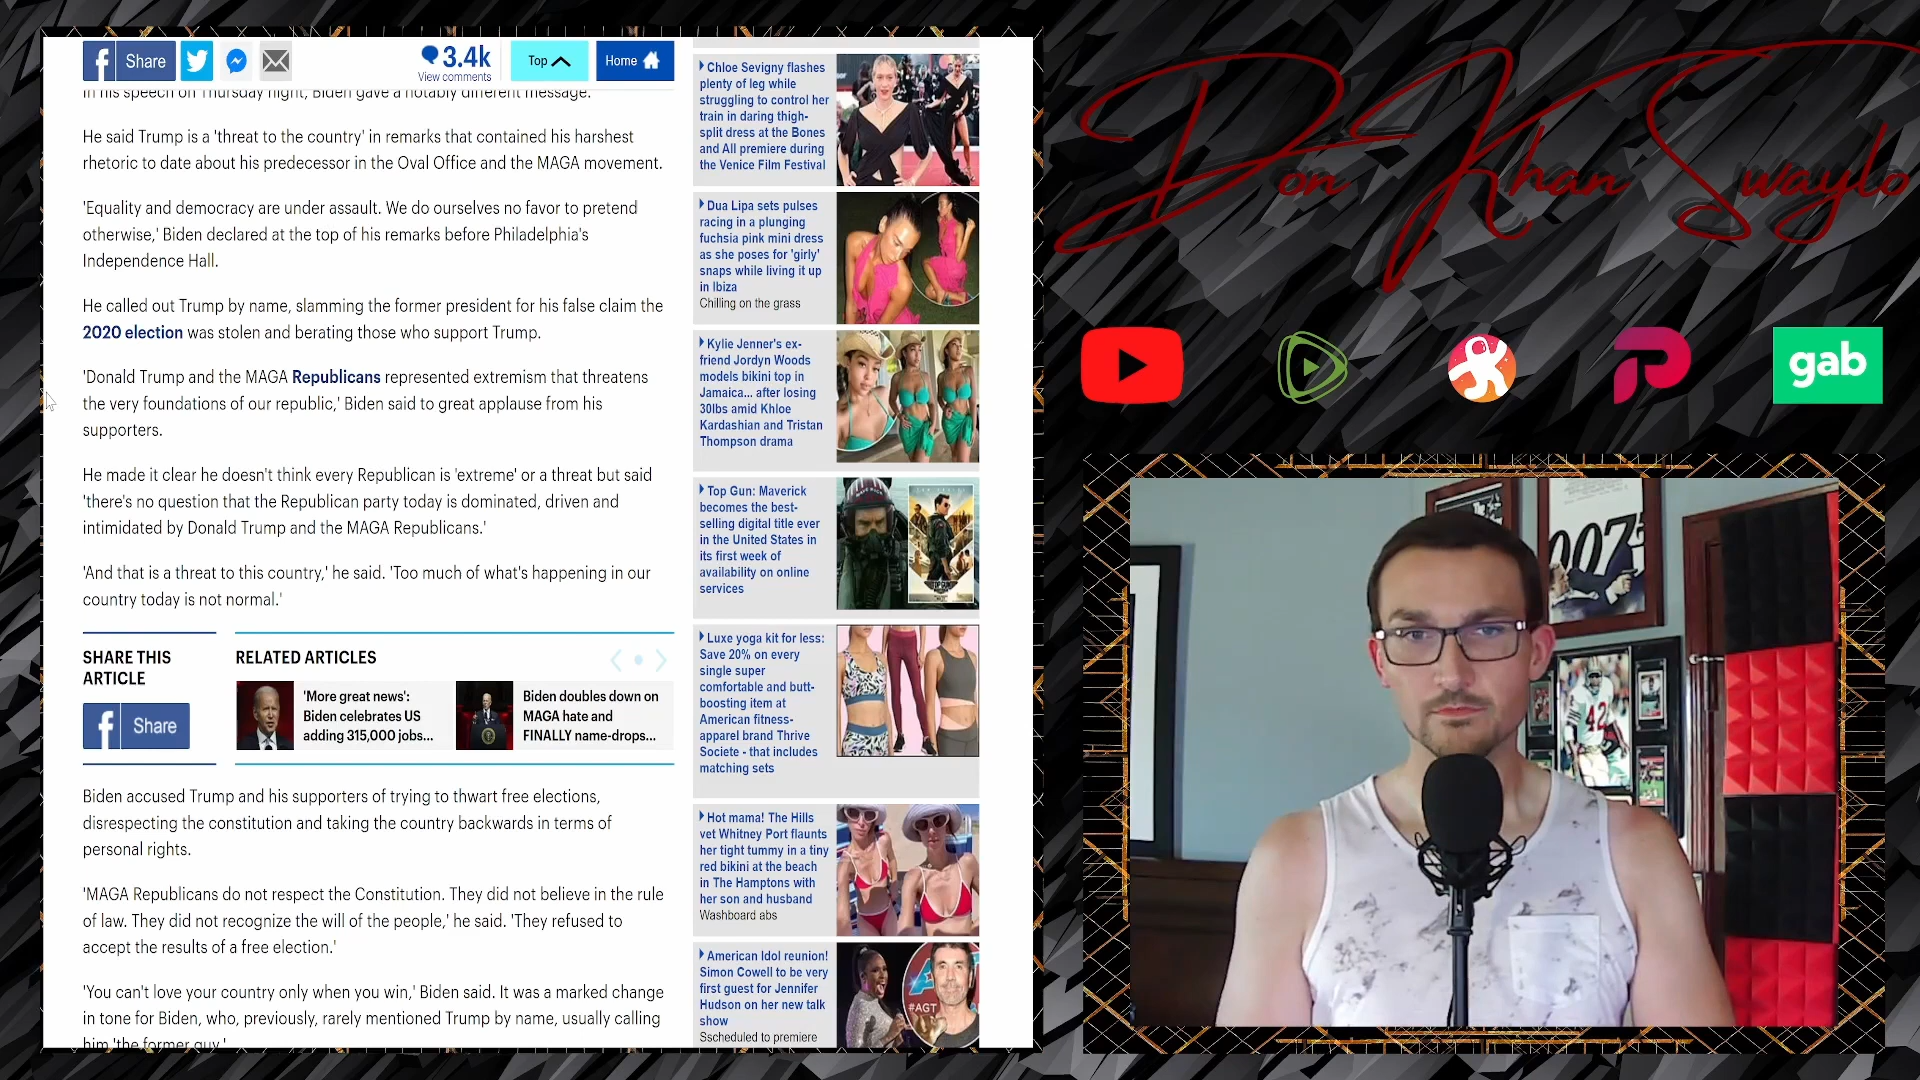 Share
3.4k
View comments
Top
Home
In his speech on Thursday night, Biden gave a notably different message.
He said Trump is a 'threat to the country' in remarks that contained his harshest
rhetoric to date about his predecessor in the Oval Office and the MAGA movement.
'Equality and democracy are under assault. We do ourselves no favor to pretend
otherwise,' Biden declared at the top of his remarks before Philadelphia's
Independence Hall.
He called out Trump by name, slamming the former president for his false claim the
2020 election was stolen and berating those who support Trump.
'Donald Trump and the MAGA Republicans represented extremism that threatens
the very foundations of our republic,' Biden said to great applause from his
supporters.
He made it clear he doesn't think every Republican is 'extreme' or a threat but said
'there's no question that the Republican party today is dominated, driven and
intimidated by Donald Trump and the MAGA Republicans.'
'And that is a threat to this country,' he said. 'Too much of what's happening in our
country today is not normal.'
SHARE THIS
ARTICLE
Share
RELATED ARTICLES
'More great news':
Biden celebrates US
adding 315,000 jobs...
Biden doubles down on
MAGA hate and
FINALLY name-drops...
Biden accused Trump and his supporters of trying to thwart free elections,
disrespecting the constitution and taking the country backwards in terms of
personal rights.
'MAGA Republicans do not respect the Constitution. They did not believe in the rule
of law. They did not recognize the will of the people,' he said. 'They refused to
accept the results of a free election.'
'You can't love your country only when you win,' Biden said. It was a marked change
in tone for Biden, who, previously, rarely mentioned Trump by name, usually calling
him 'the former guy.'
Chloe Sevigny flashes
plenty of leg while
struggling to control her
train in daring thigh-
split dress at the Bones
and All premiere during
the Venice Film Festival
Dua Lipa sets pulses
racing in a plunging
fuchsia pink mini dress
as she poses for 'girly'
snaps while living it up
in Ibiza
Chilling on the grass
Kylie Jenner's ex-
friend Jordyn Woods
models bikini top in
Jamaica... after losing
30lbs amid Khloe
Kardashian and Tristan
Thompson drama
Top Gun: Maverick
becomes the best-
selling digital title ever
in the United States in
its first week of
availability on online
services
Luxe yoga kit for less:
Save 20% on every
single super
comfortable and butt-
boosting item at
American fitness-
apparel brand Thrive
Societe - that includes
matching sets
Hot mama! The Hills
vet Whitney Port flaunts
her tight tummy in a tiny
red bikini at the beach
in The Hamptons with
her son and husband
Washboard abs
American Idol reunion!
Simon Cowell to be very
first guest for Jennifer
Hudson on her new talk
show
Sscheduled to premiere
#AGT
Don Khan Swaylo
gab
007
42